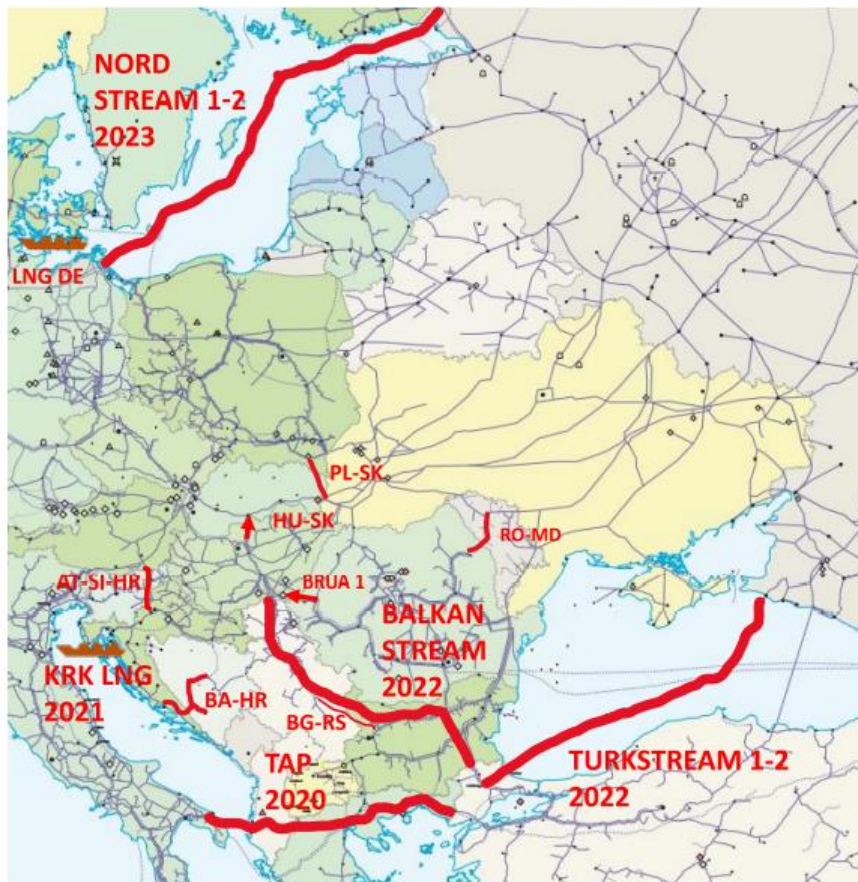 NORD
STREAM 1-2
2023
LNG DE
PL-SK
HU-SK
RO-MD
AT-SI-HR
BRUA 1
BALKAN
STREAM
2022
KRK LNG
2021
BA-HR
BG-RS
TAP
2020
TURKSTREAM 1-2
2022